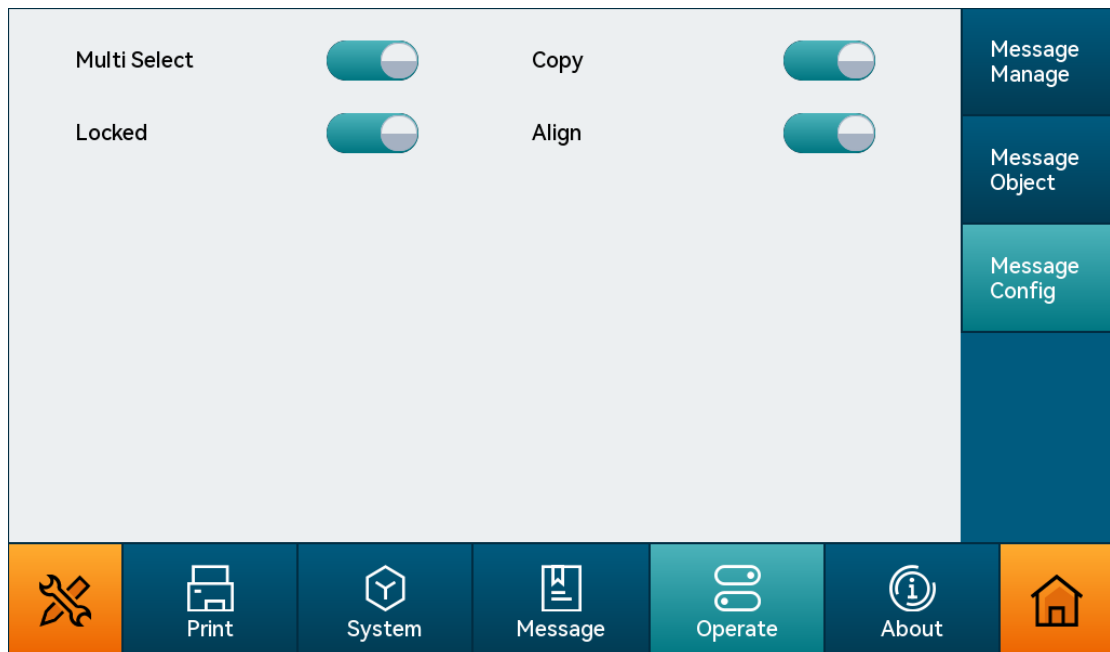 Multi Select
Copy
Locked
Align
Message
Manage
Message
Object
Message
Config
Print
System
Message
Operate
About